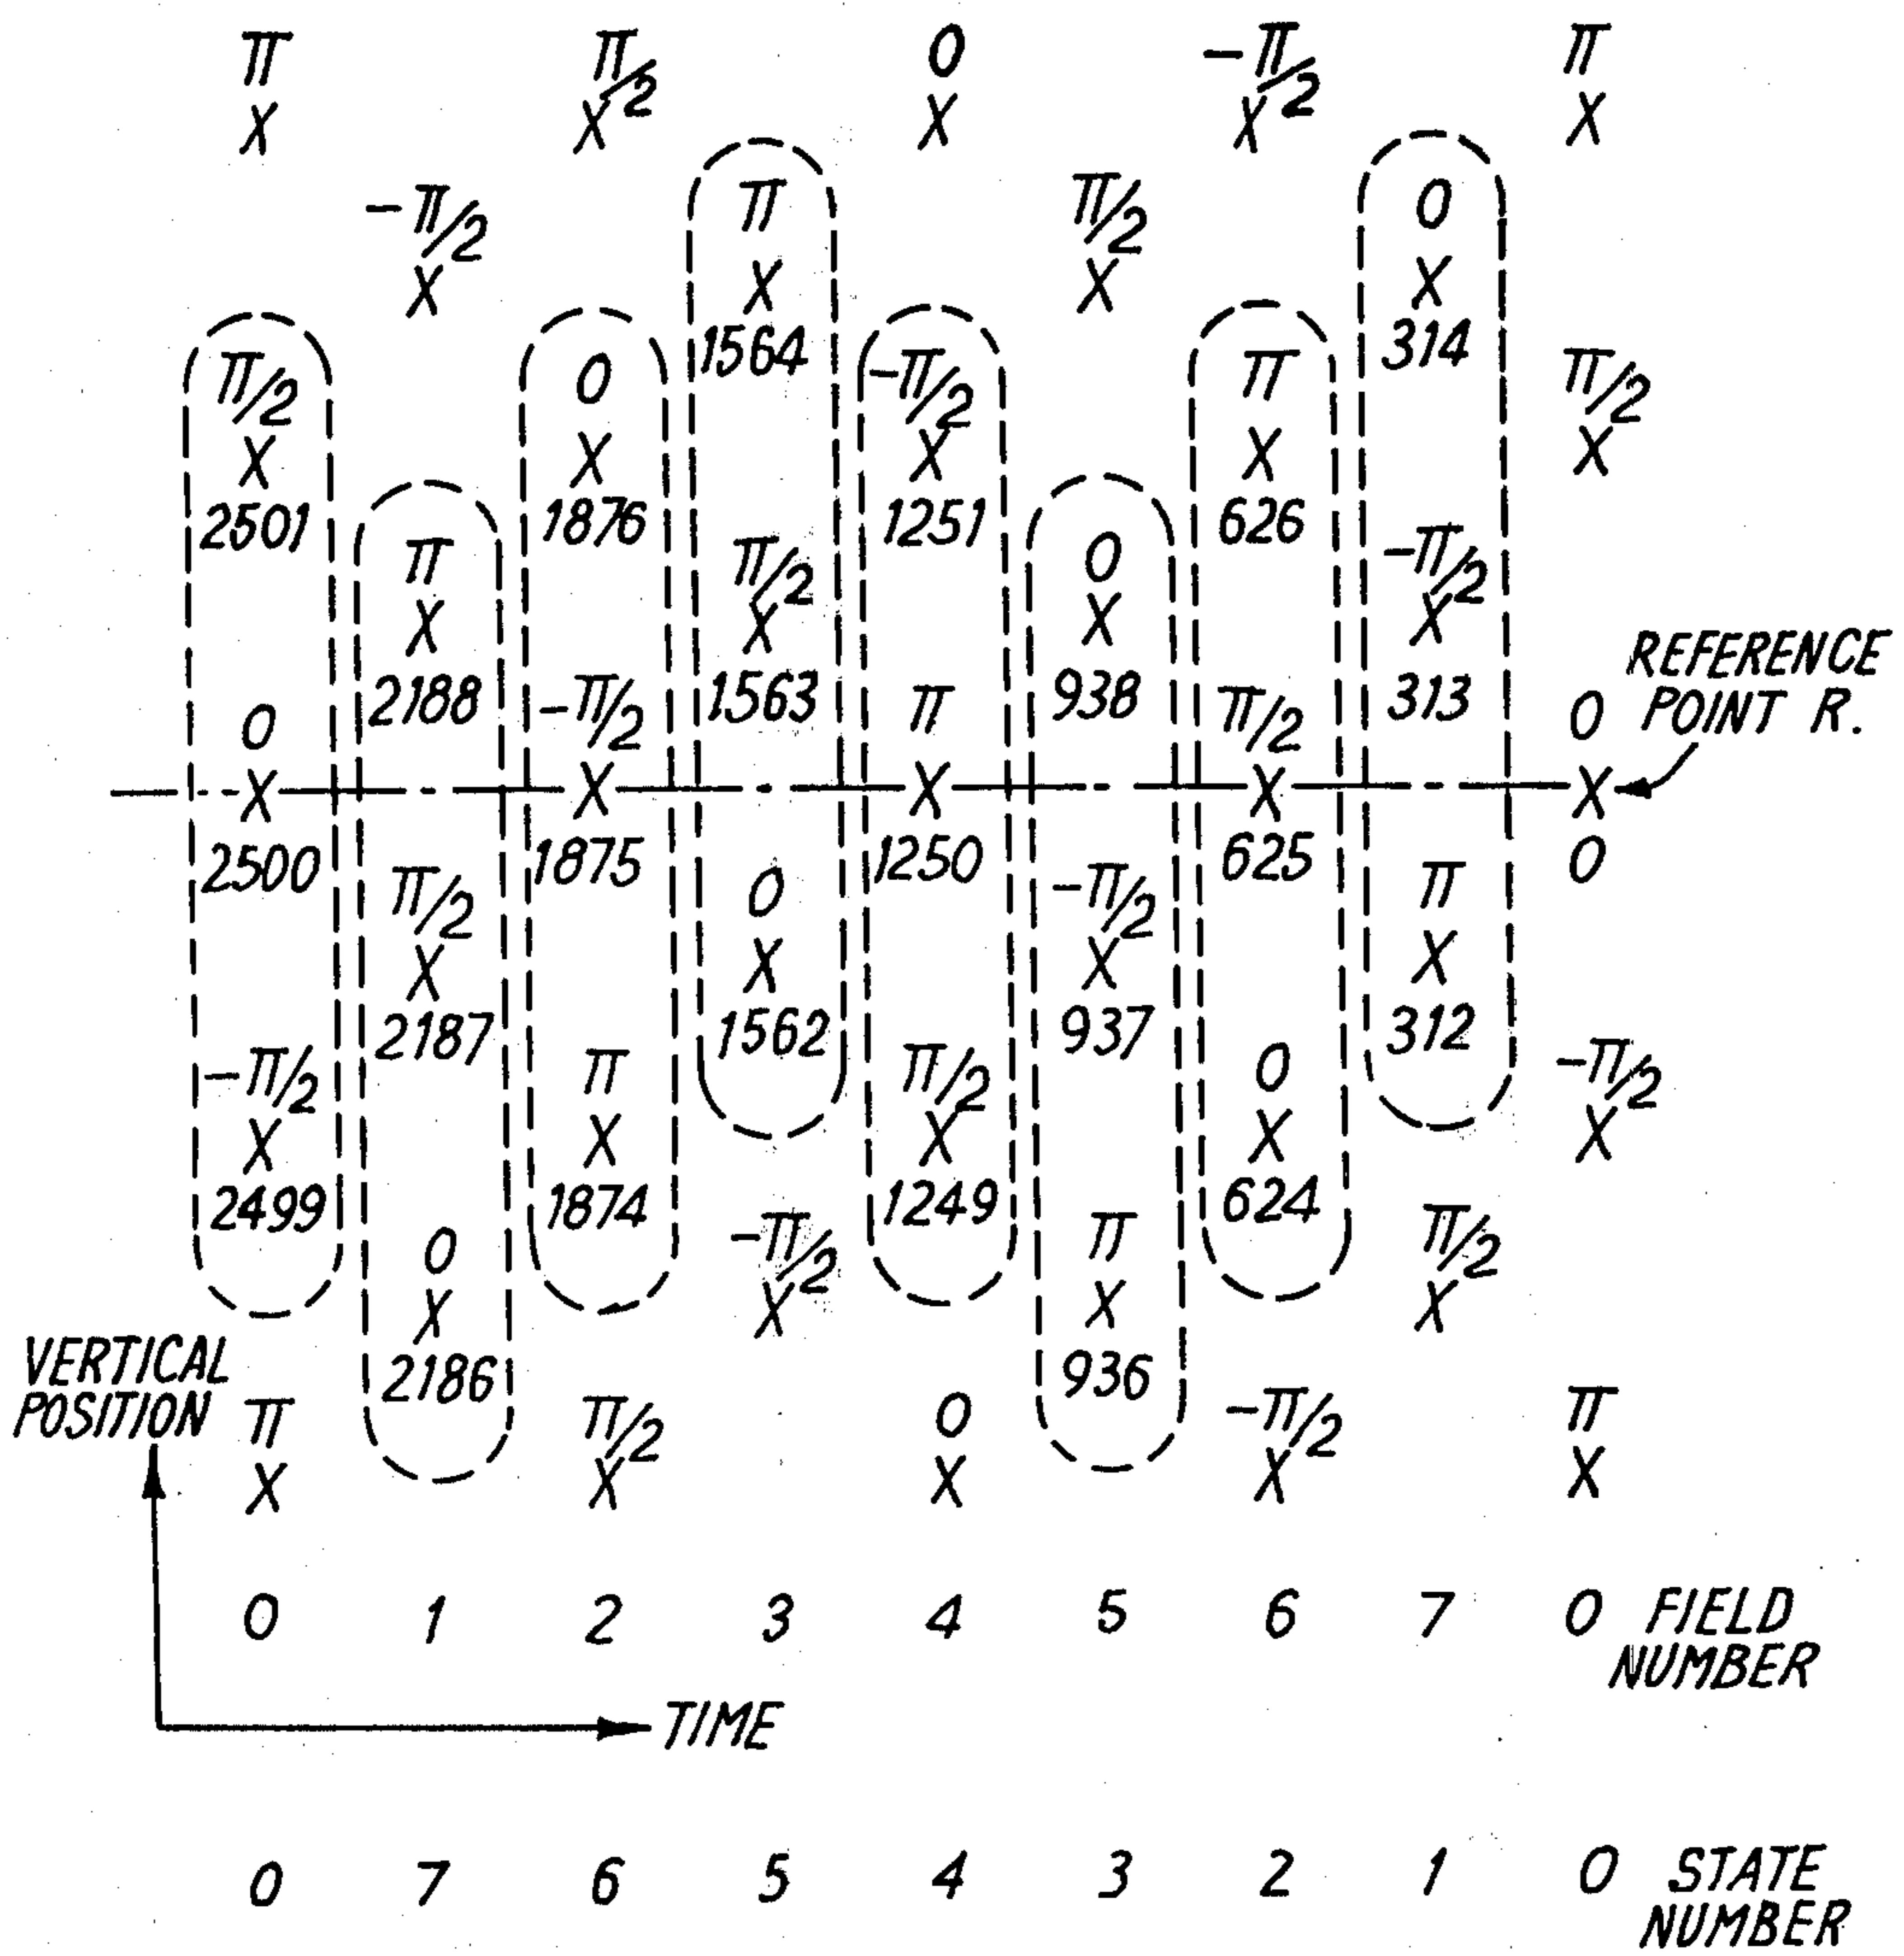 π π/2 0 -π/2 π
X X X X X
-π/2 π π/2 0
X X X X
1564 314
π/2 0 -π/2 π π/2
X X X X X
2501 1876 1251 626
π π/2 0 -π/2
X X X X
2188 1563 938 313
REFERENCE
POINT R.
0 -π/2 π π/2 0
X X X X X
2500 1875 1250 625 0
π/2 0 -π/2 π
X X X X
2187 1562 937 312
-π/2 π π/2 0 -π/2
X X X X X
2499 1874 1249 624
0 -π/2 π π/2
X X X X
2186 936
VERTICAL
POSITION
π π/2 0 -π/2 π
X X X X X
0 1 2 3 4 5 6 7 0 FIELD
NUMBER
TIME
0 7 6 5 4 3 2 1 0 STATE
NUMBER